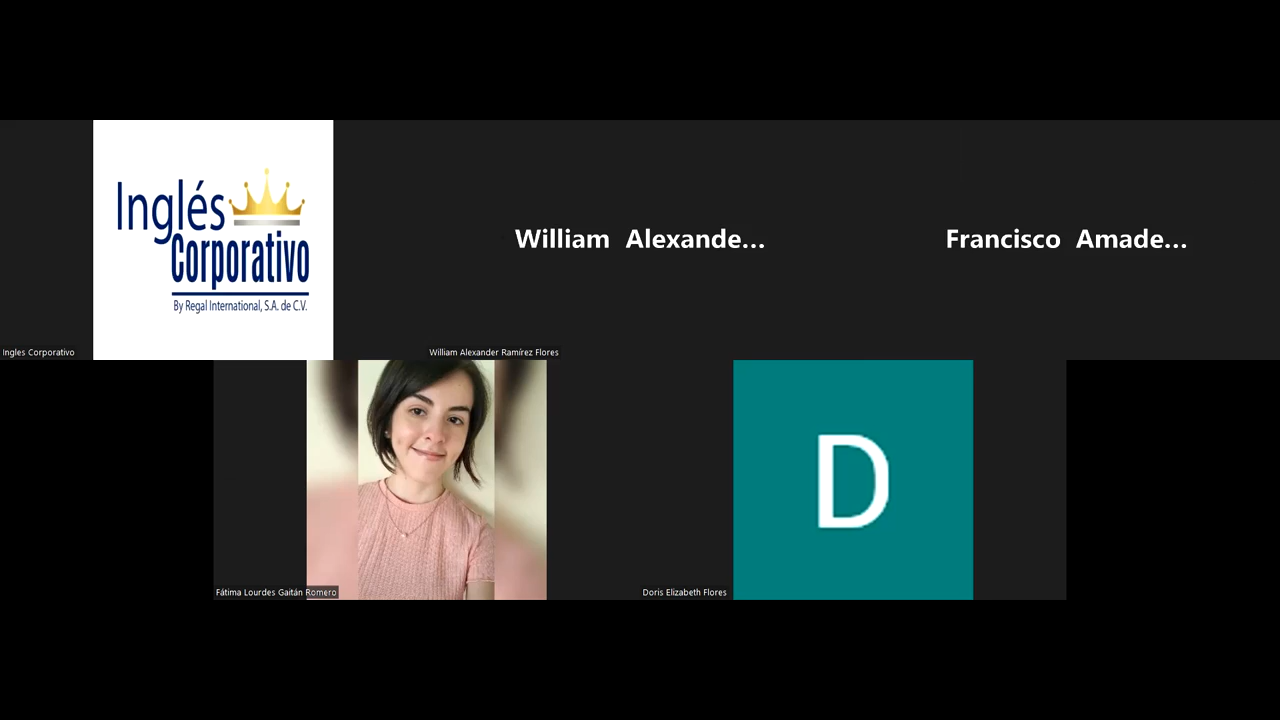 Inglés
Corporativo
By Regal International, S.A. de C.V.
William Alexande...
Francisco Amade...
Ingles Corporativo
William Alexander Ramírez Flores
D
Fátima Lourdes Gaitán Romero
Doris Elizabeth Flores